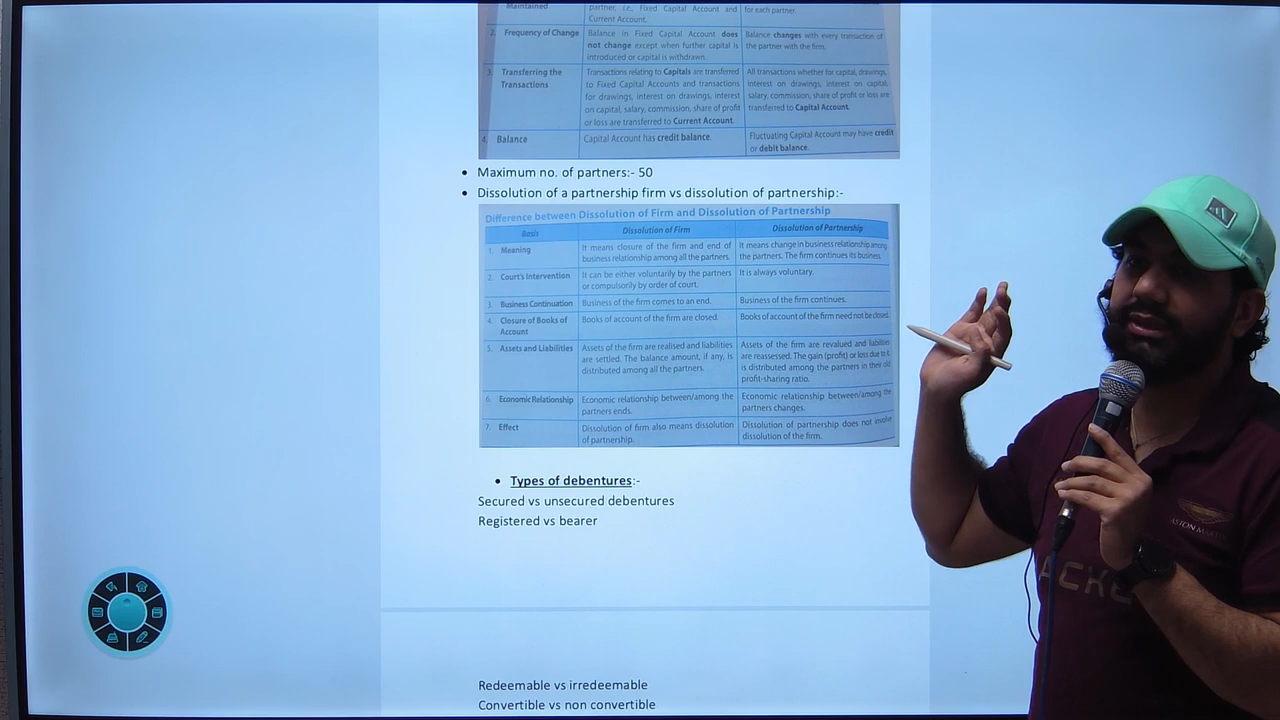 Maintained
partner, i.e., Fixed Capital Account and
Current Account.
for each partner.
2. Frequency of Change
Balance in Fixed Capital Account does
not change except when further capital is
introduced or capital is withdrawn.
Balance changes with every transaction of
the partner with the firm.
3. Transferring the
Transactions
Transactions relating to Capitals are transferred
to Fixed Capital Accounts and transactions
for drawings, interest on drawings, interest
on capital, salary, commission, share of profit
or loss are transferred to Current Account.
All transactions whether for capital, drawings,
interest on drawings, interest on capital,
salary, commission, share of profit or loss are
transferred to Capital Account.
4. Balance
Capital Account has credit balance.
Fluctuating Capital Account may have credit
or debit balance.
• Maximum no. of partners:- 50
• Dissolution of a partnership firm vs dissolution of partnership:-
Difference between Dissolution of Firm and Dissolution of Partnership
Basis
Dissolution of Firm
Dissolution of Partnership
1. Meaning
It means closure of the firm and end of
business relationship among all the partners.
It means change in business relationship among
the partners. The firm continues its business.
2. Court's Intervention
It can be either voluntarily by the partners
or compulsorily by order of court.
It is always voluntary.
3. Business Continuation
Business of the firm comes to an end.
Business of the firm continues.
4. Closure of Books of
Account
Books of account of the firm are closed.
Books of account of the firm need not be closed.
5. Assets and Liabilities
Assets of the firm are realised and liabilities
are settled. The balance amount, if any, is
distributed among all the partners.
Assets of the firm are revalued and liabilities
are reassessed. The gain (profit) or loss due to it
is distributed among the partners in their old
profit-sharing ratio.
6. Economic Relationship
Economic relationship between/among the
partners ends.
Economic relationship between/among the
partners changes.
7. Effect
Dissolution of firm also means dissolution
of partnership.
Dissolution of partnership does not involve
dissolution of the firm.
• Types of debentures:-
Secured vs unsecured debentures
Registered vs bearer
Redeemable vs irredeemable
Convertible vs non convertible
ASTON MARTIN